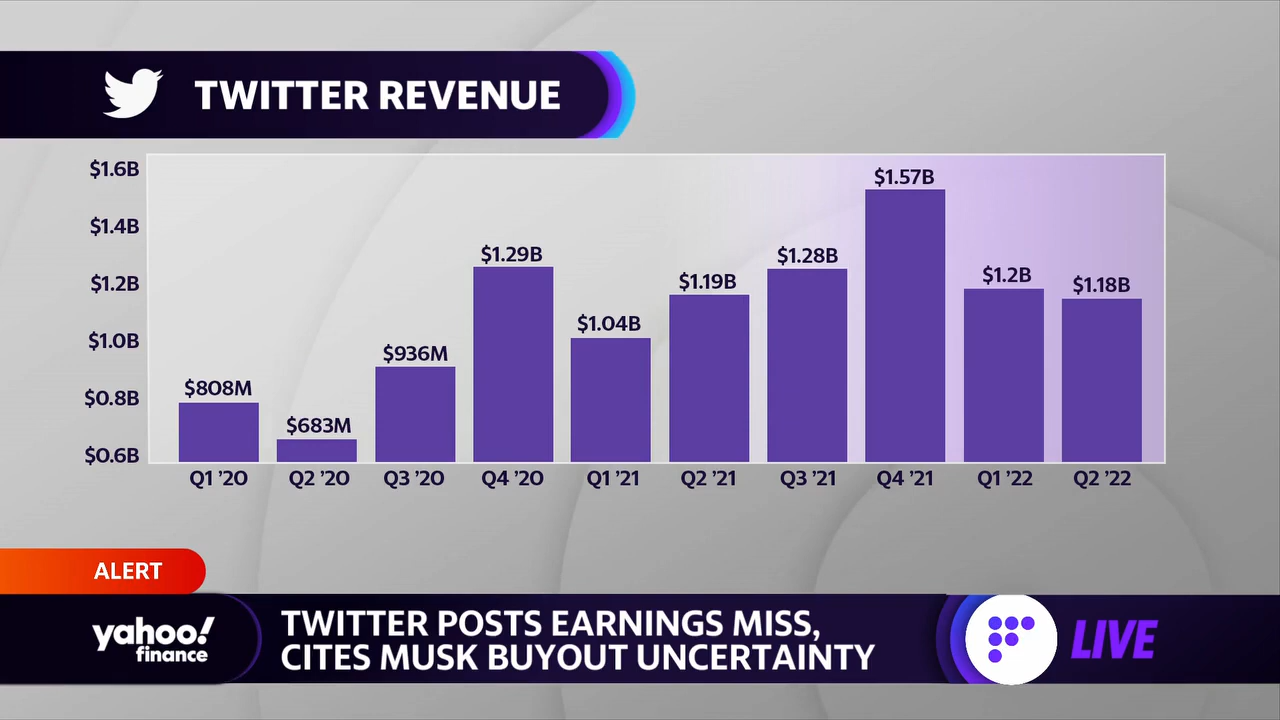 TWITTER REVENUE
$1.6B
$1.4B
$1.2B
$1.0B
$0.8B
$0.6B
$808M
$683M
$936M
$1.29B
$1.04B
$1.19B
$1.28B
$1.57B
$1.2B
$1.18B
Q1 ’20
Q2 ’20
Q3 ’20
Q4 ’20
Q1 ’21
Q2 ’21
Q3 ’21
Q4 ’21
Q1 ’22
Q2 ’22
ALERT
yahoo!
finance
TWITTER POSTS EARNINGS MISS,
CITES MUSK BUYOUT UNCERTAINTY
LIVE